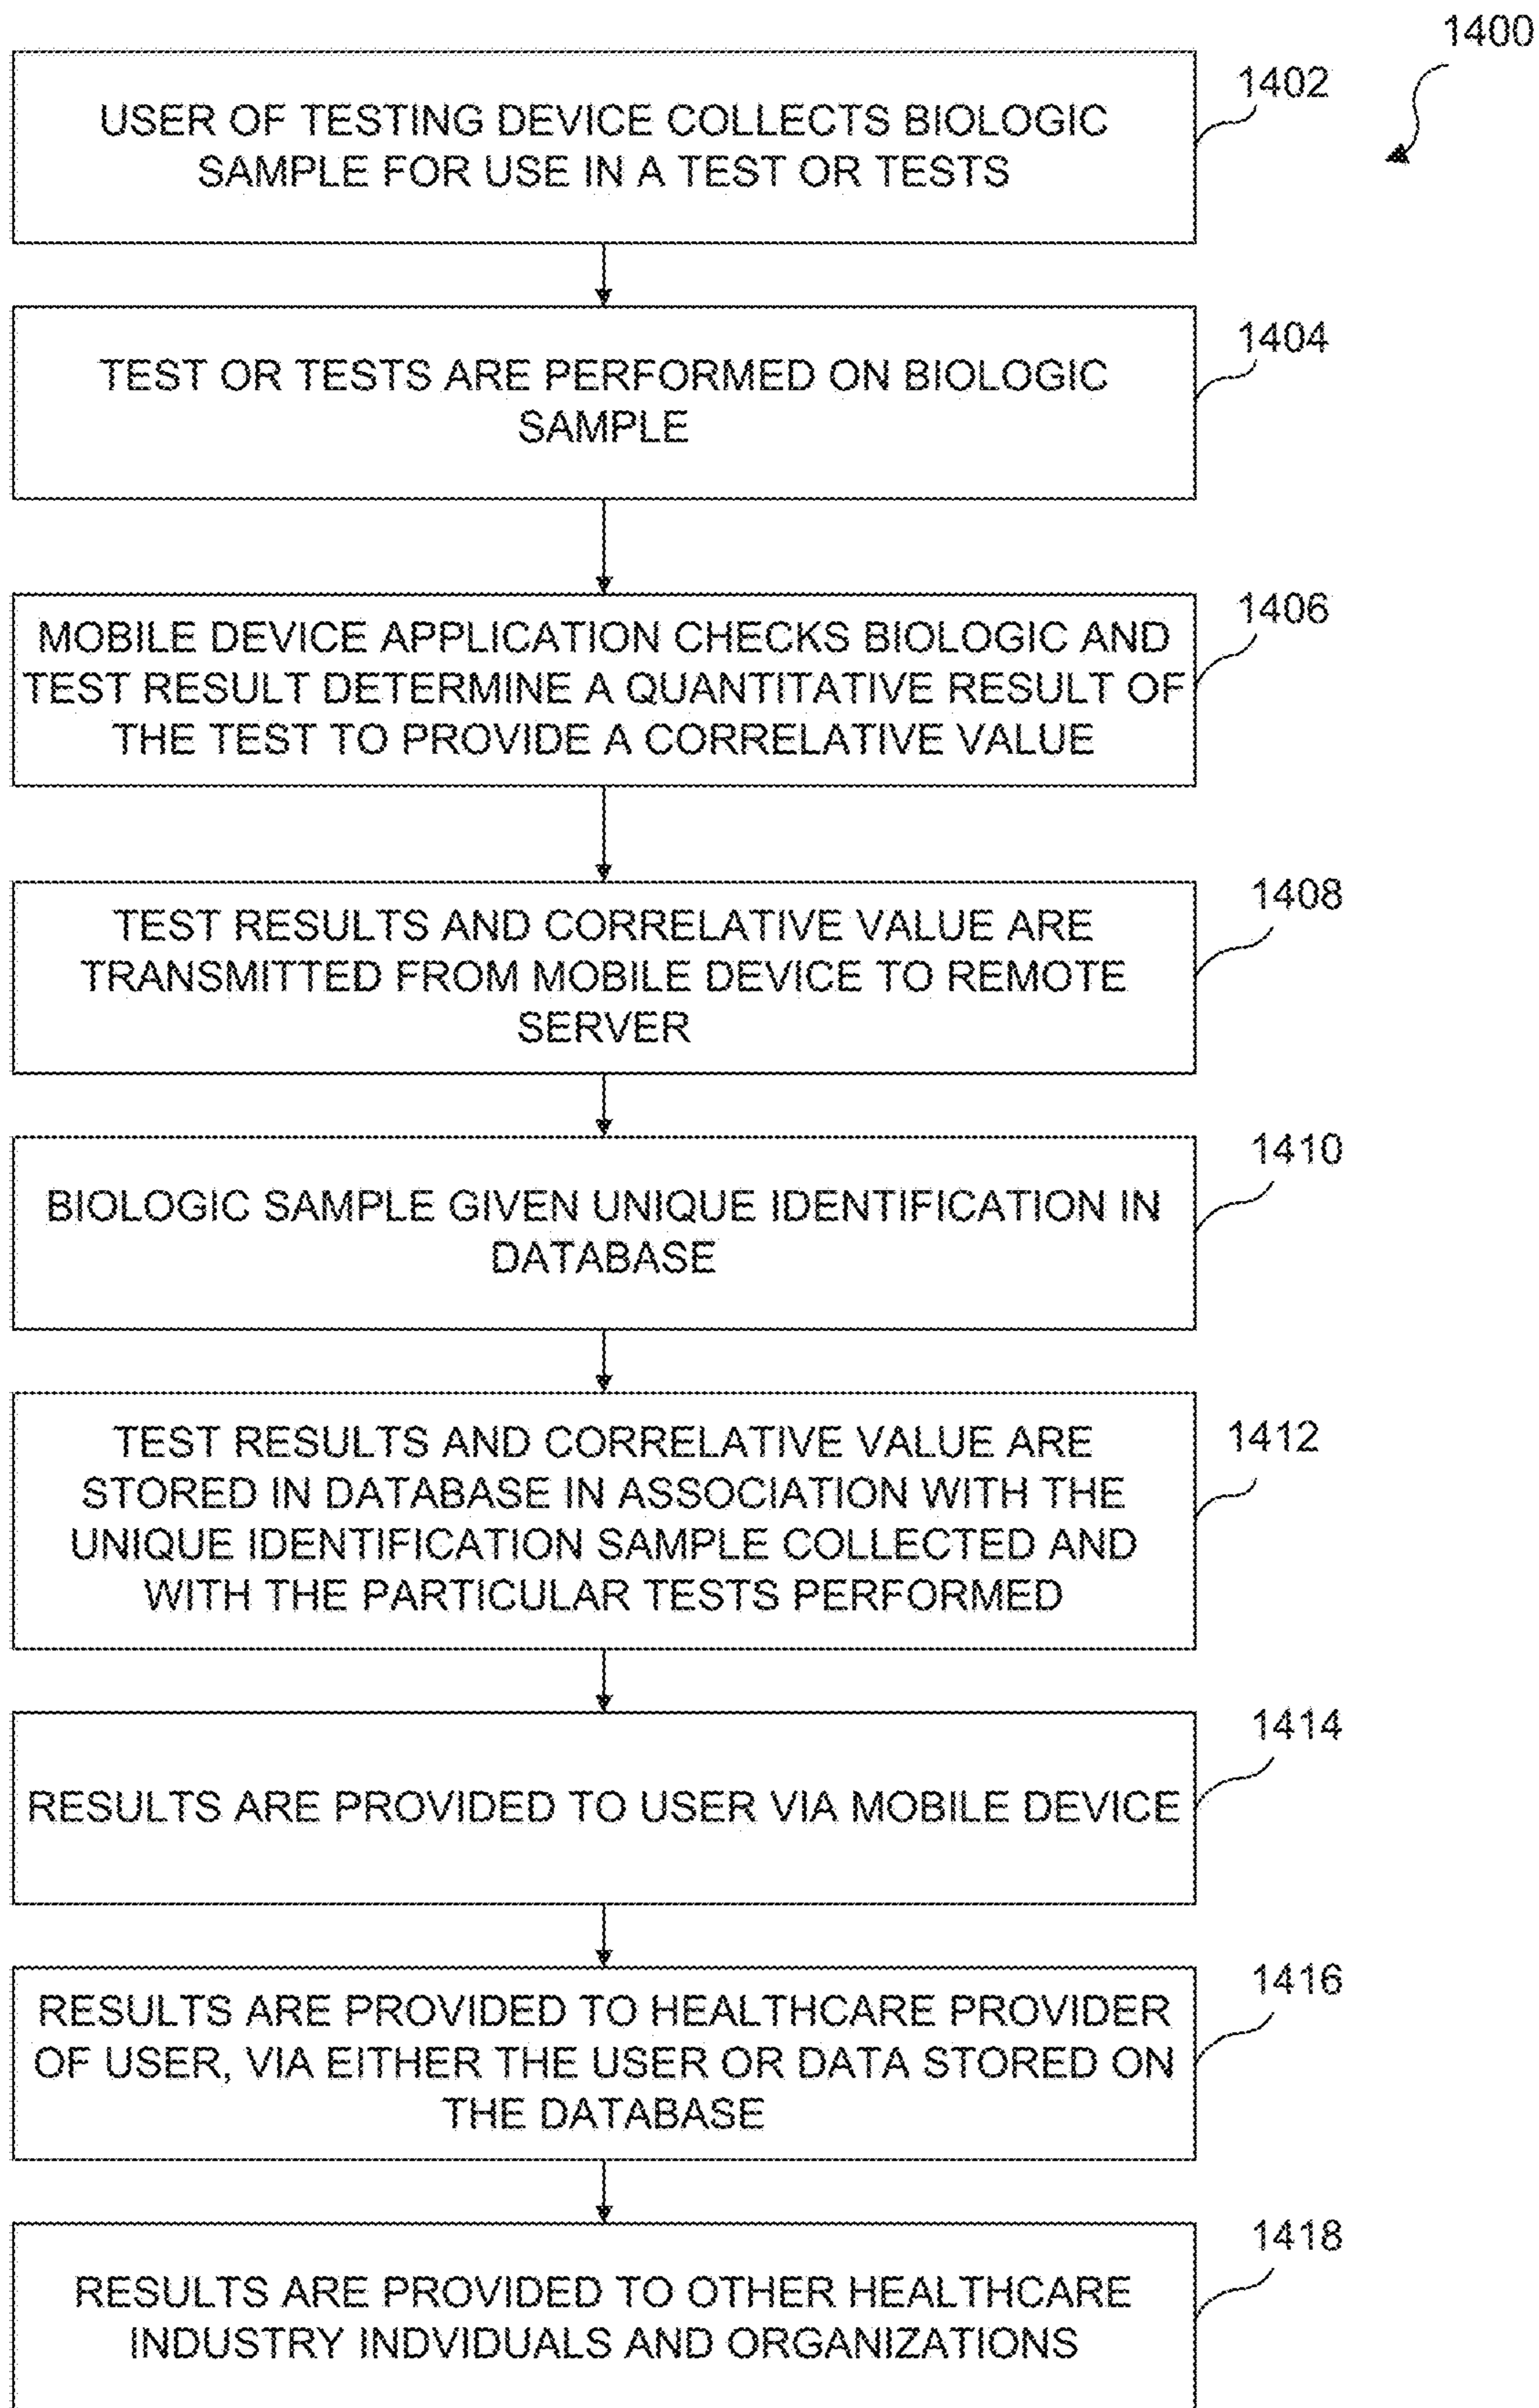 1400
1402
USER OF TESTING DEVICE COLLECTS BIOLOGIC
SAMPLE FOR USE IN A TEST OR TESTS
1404
TEST OR TESTS ARE PERFORMED ON BIOLOGIC
SAMPLE
1406
MOBILE DEVICE APPLICATION CHECKS BIOLOGIC AND
TEST RESULT DETERMINE A QUANTITATIVE RESULT OF
THE TEST TO PROVIDE A CORRELATIVE VALUE
1408
TEST RESULTS AND CORRELATIVE VALUE ARE
TRANSMITTED FROM MOBILE DEVICE TO REMOTE
SERVER
1410
BIOLOGIC SAMPLE GIVEN UNIQUE IDENTIFICATION IN
DATABASE
1412
TEST RESULTS AND CORRELATIVE VALUE ARE
STORED IN DATABASE IN ASSOCIATION WITH THE
UNIQUE IDENTIFICATION SAMPLE COLLECTED AND
WITH THE PARTICULAR TESTS PERFORMED
1414
RESULTS ARE PROVIDED TO USER VIA MOBILE DEVICE
1416
RESULTS ARE PROVIDED TO HEALTHCARE PROVIDER
OF USER, VIA EITHER THE USER OR DATA STORED ON
THE DATABASE
1418
RESULTS ARE PROVIDED TO OTHER HEALTHCARE
INDUSTRY INDVIDUALS AND ORGANIZATIONS